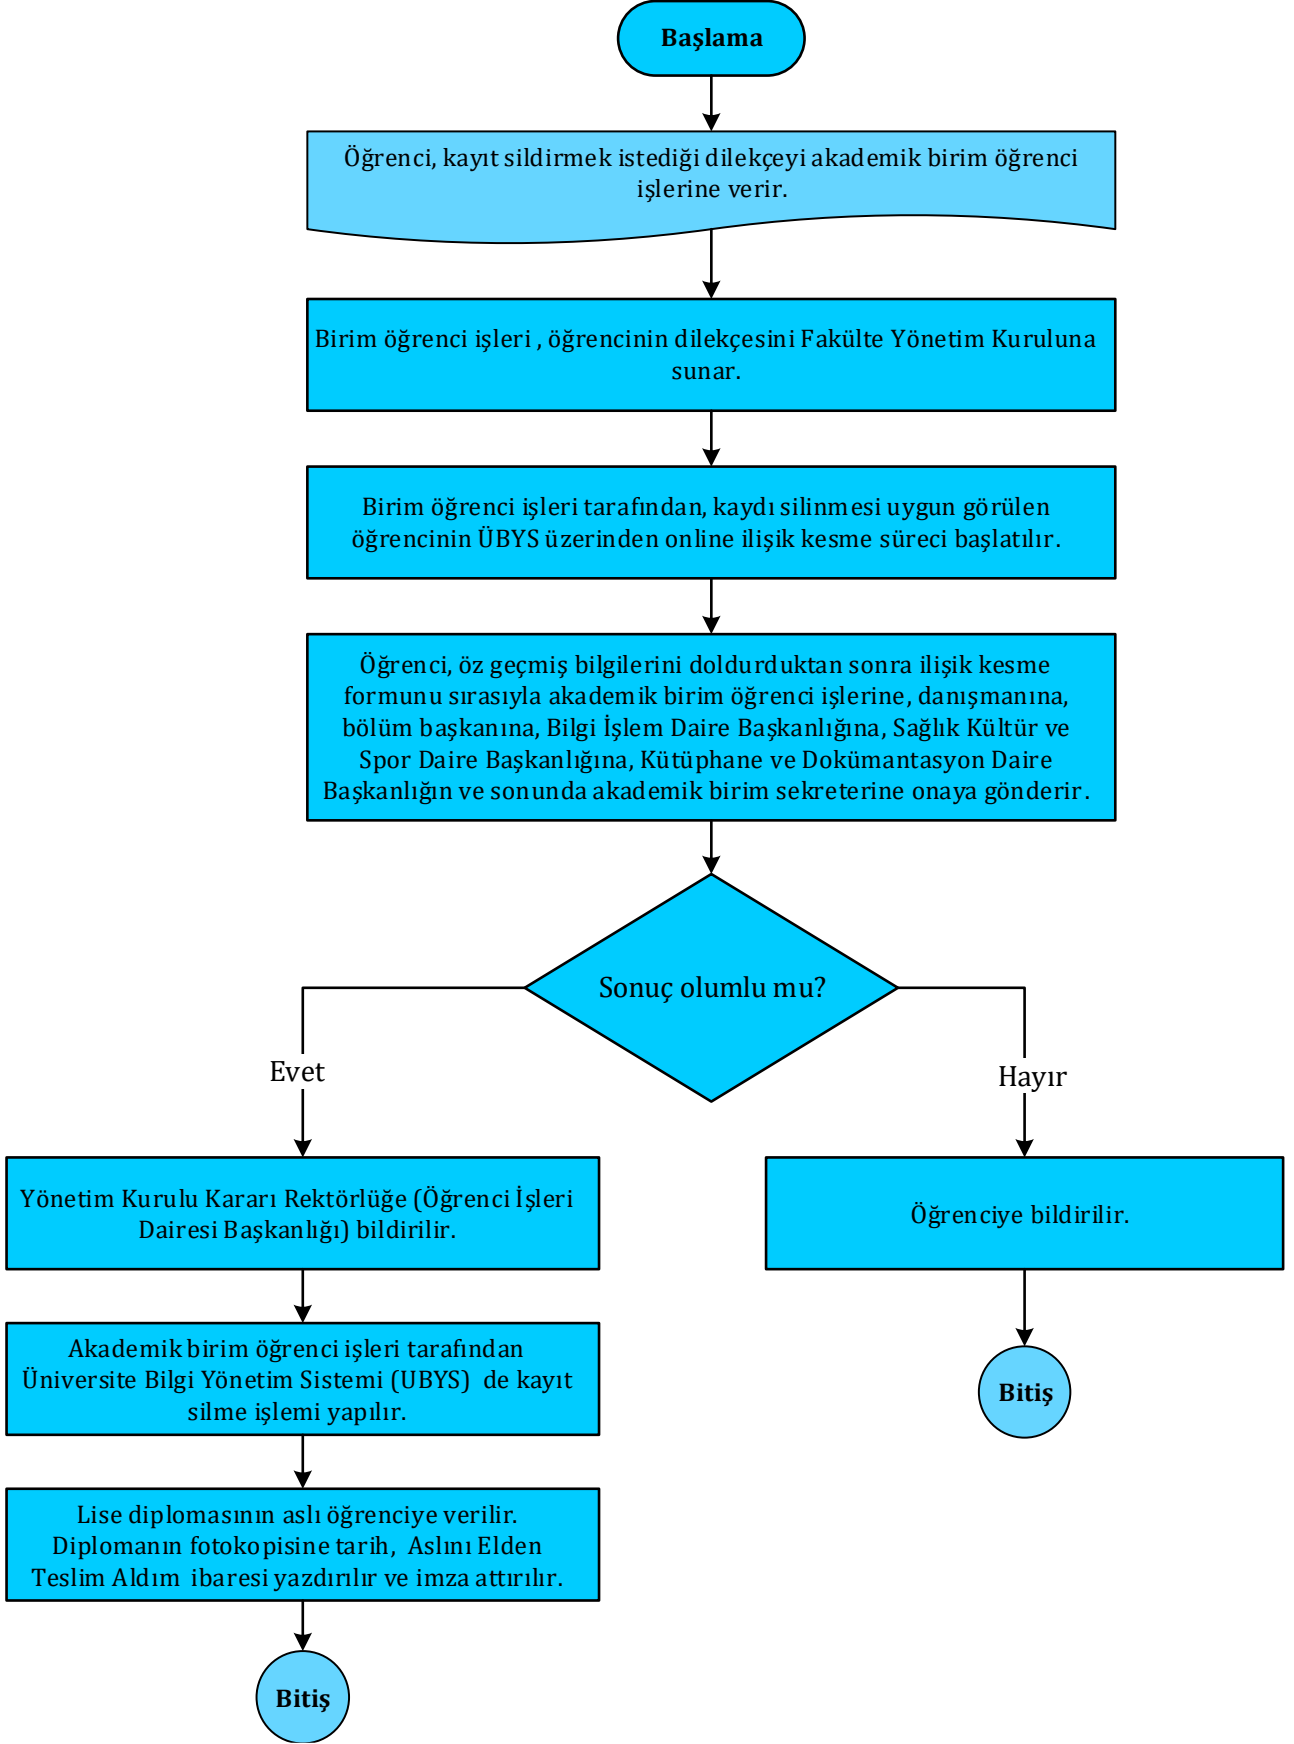 Başlama
Öğrenci, kayıt sildirmek istediği dilekçeyi akademik birim öğrenci
işlerine verir.
Birim öğrenci işleri , öğrencinin dilekçesini Fakülte Yönetim Kuruluna
sunar.
Birim öğrenci işleri tarafından, kaydı silinmesi uygun görülen
öğrencinin ÜBYS üzerinden online ilişik kesme süreci başlatılır.
Öğrenci, öz geçmiş bilgilerini doldurduktan sonra ilişik kesme
formunu sırasıyla akademik birim öğrenci işlerine, danışmanına,
bölüm başkanına, Bilgi İşlem Daire Başkanlığına, Sağlık Kültür ve
Spor Daire Başkanlığına, Kütüphane ve Dokümantasyon Daire
Başkanlığın ve sonunda akademik birim sekreterine onaya gönderir.
Sonuç olumlu mu?
Evet
Hayır
Yönetim Kurulu Kararı Rektörlüğe (Öğrenci İşleri
Dairesi Başkanlığı) bildirilir.
Öğrenciye bildirilir.
Akademik birim öğrenci işleri tarafından
Üniversite Bilgi Yönetim Sistemi (UBYS) de kayıt
silme işlemi yapılır.
Bitiş
Lise diplomasının aslı öğrenciye verilir.
Diplomanın fotokopisine tarih, Aslını Elden
Teslim Aldım ibaresi yazdırılır ve imza attırılır.
Bitiş